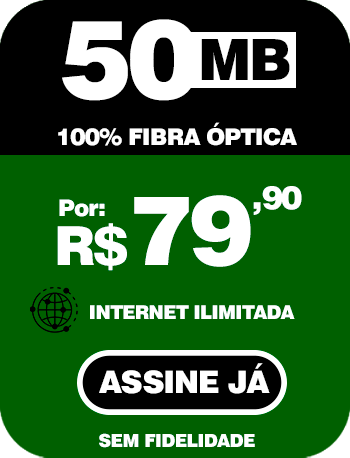 50 MB
100% FIBRA ÓPTICA
Por:
R$ 79,90
INTERNET ILIMITADA
ASSINE JÁ
SEM FIDELIDADE